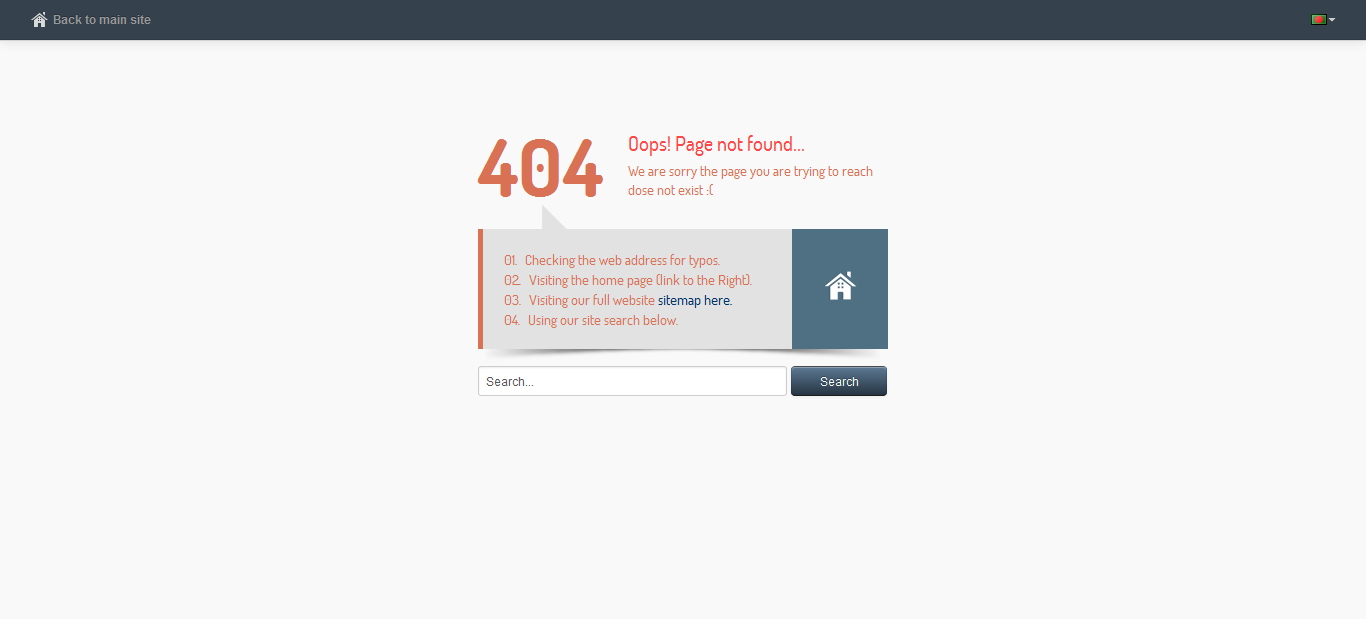 Back to main site
404
Oops! Page not found...
We are sorry the page you are trying to reach
dose not exist :(
01. Checking the web address for typos.
02. Visiting the home page (link to the Right).
03. Visiting our full website sitemap here.
04. Using our site search below.
Search...
Search